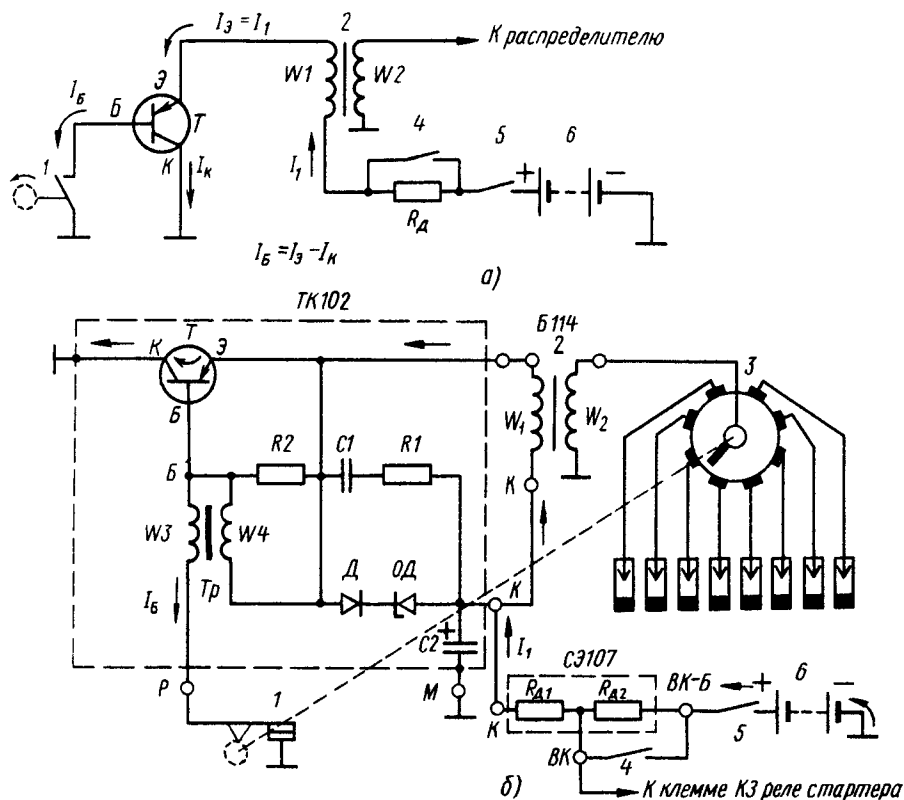 Iэ = I1
2
К распределителю
Э
W1
W2
IБ
Б
Т
4
5
6
1
К
Iк
I1
+
−
RД
IБ = Iэ − Iк
а)
ТК102
Т
К
Э
Б114
2
3
Б
W1
W2
R2
C1
R1
Б
К
W3
W4
Тр
Д
ОД
К
IБ
+
C2
I1
СЭ107
Р
1
М
К
RД1
RД2
ВК-Б
+
6
−
5
ВК
4
б)
К клемме КЗ реле стартера